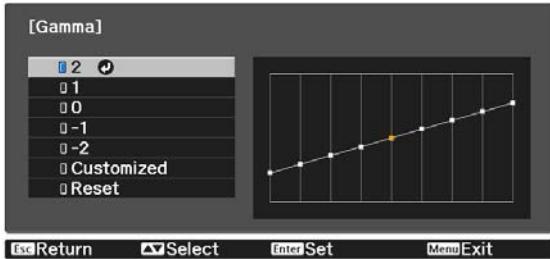 [Gamma]
2
1
0
-1
-2
Customized
Reset
Esc Return Select Enter Set Menu Exit